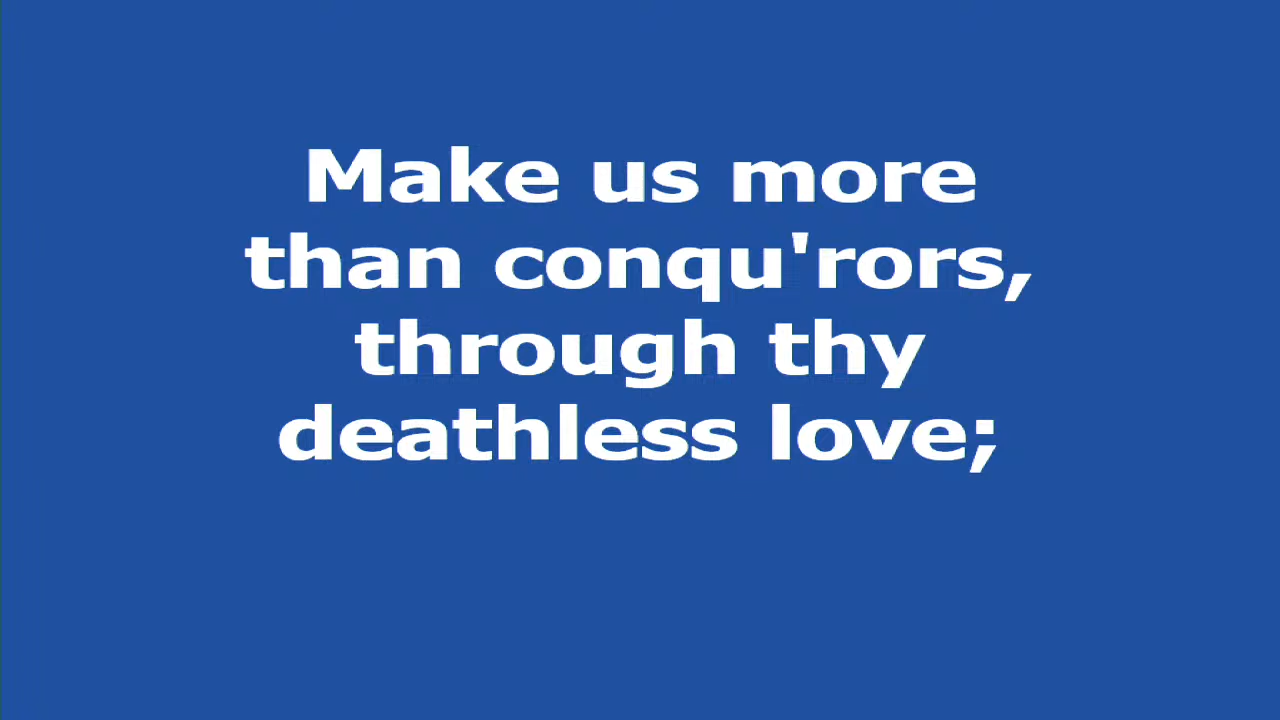 Make us more
than conqu'rors,
through thy
deathless love;